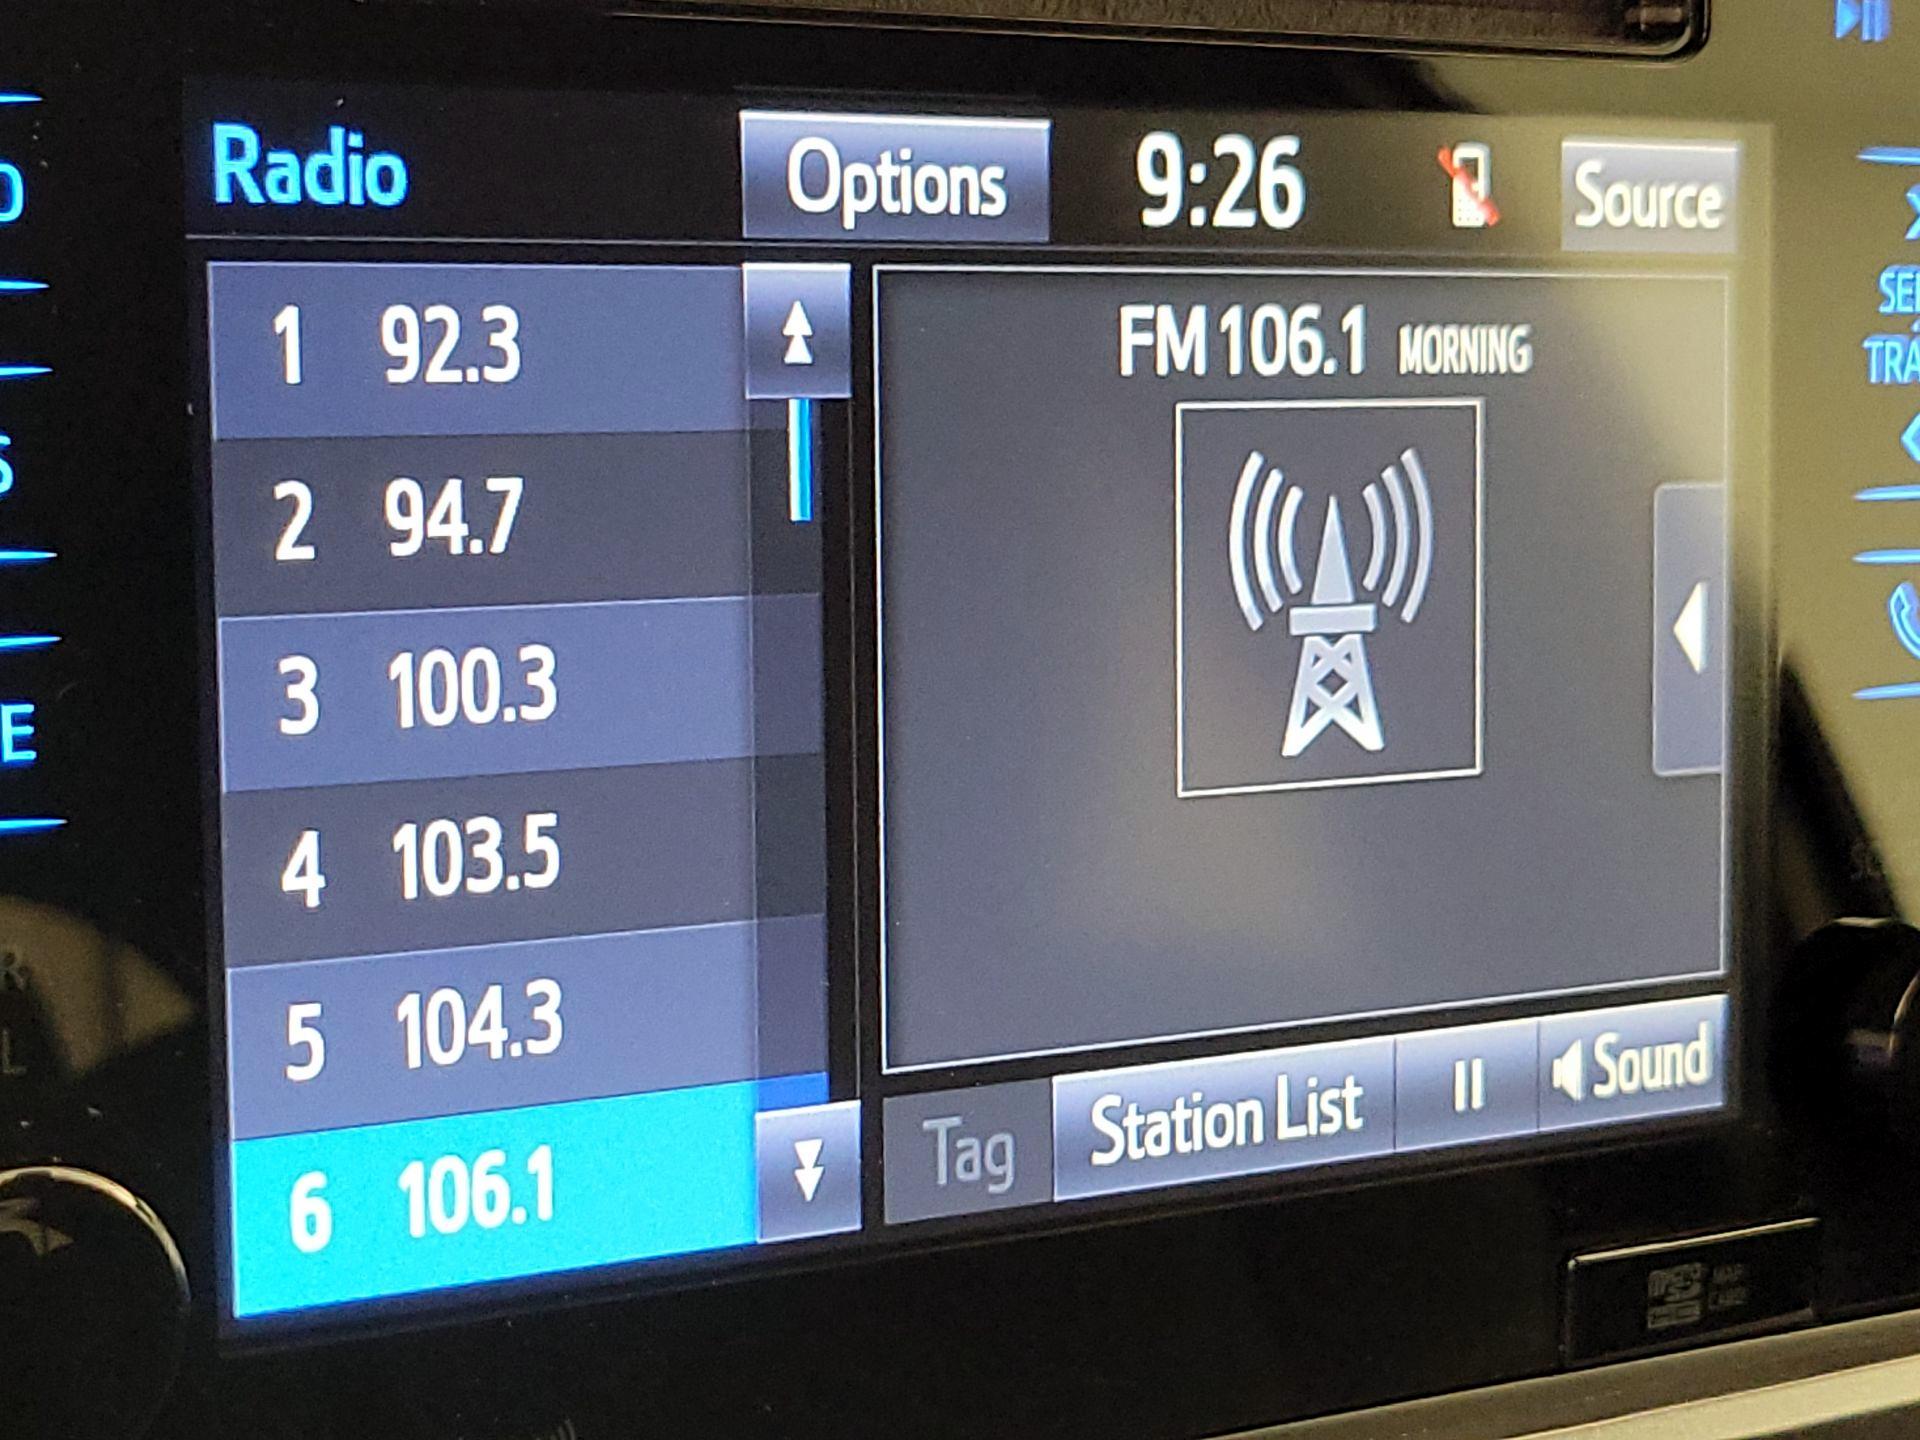 Radio
Options
9:26
Source
1 92.3
2 94.7
3 100.3
4 103.5
5 104.3
6 106.1
FM 106.1 MORNING
Tag
Station List
Sound
E